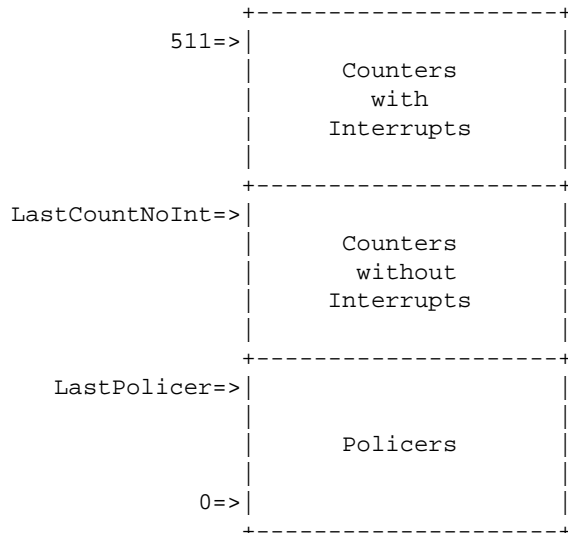 511=>
Counters
with
Interrupts
LastCountNoInt=>
Counters
without
Interrupts
LastPolicer=>
Policers
0=>